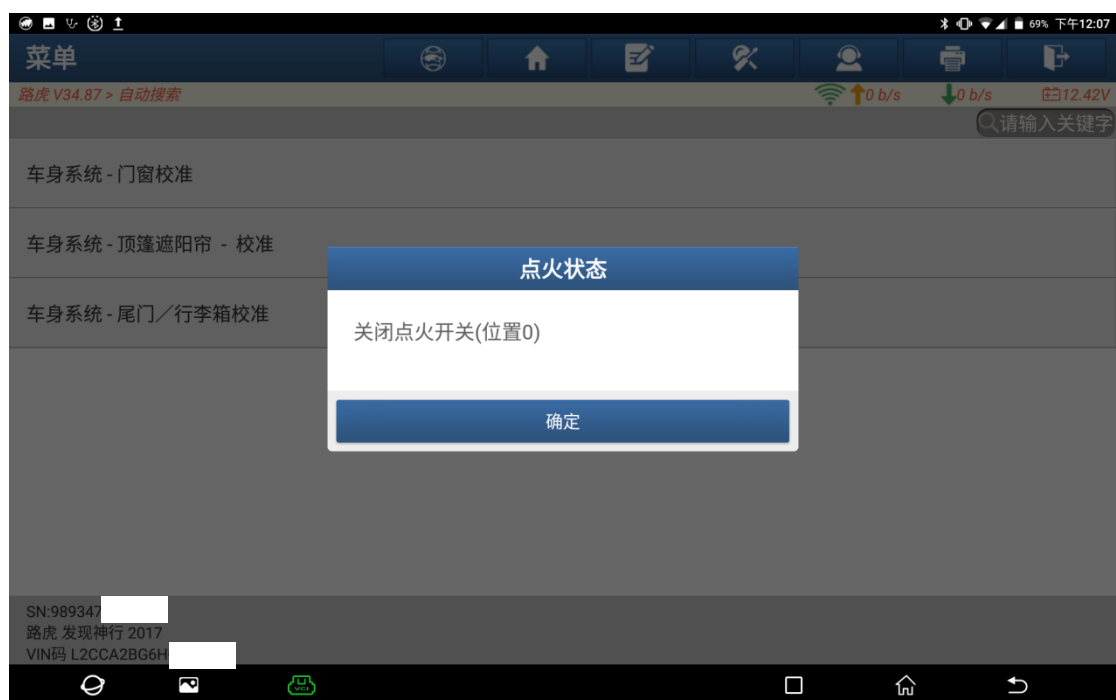 69% 下午12:07
菜单
路虎 V34.87 > 自动搜索
0 b/s
0 b/s
12.42V
请输入关键字
车身系统 - 门窗校准
车身系统 - 顶篷遮阳帘 - 校准
车身系统 - 尾门／行李箱校准
点火状态
关闭点火开关(位置0)
确定
SN:989347
路虎 发现神行 2017
VIN码 L2CCA2BG6H
VCI